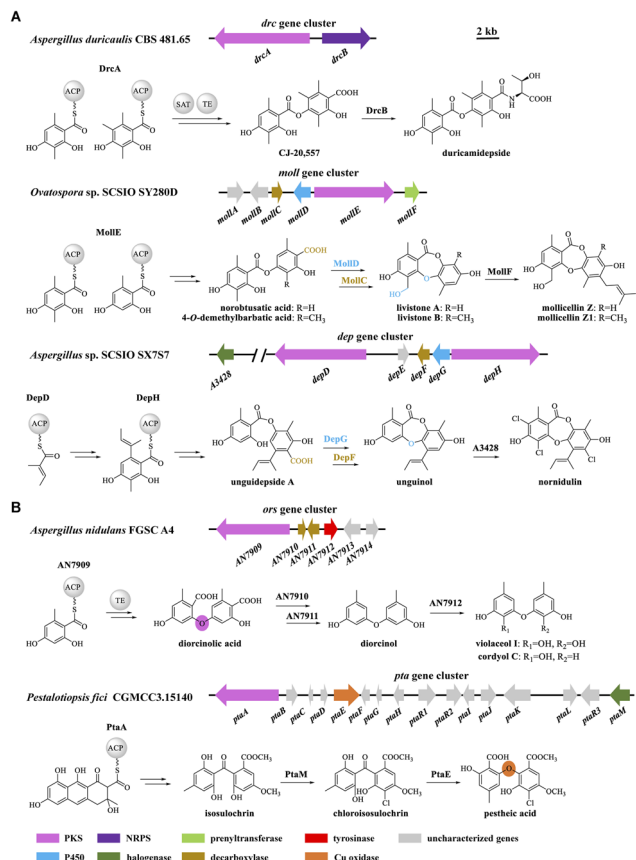 A
drc gene cluster
Aspergillus duricaulis CBS 481.65
2 kb
drcA drcB
DrcA
ACP ACP
SAT TE
DrcB
CJ-20,557
duricamidepside
moll gene cluster
Ovatospora sp. SCSIO SY280D
mollA mollB mollC mollD mollE mollF
MollE
ACP ACP
MollD
MollC
MollF
norobtusatic acid: R=H
4-O-demethylbarbatic acid: R=CH3
livistone A: R=H
livistone B: R=CH3
mollicellin Z: R=H
mollicellin Z1: R=CH3
dep gene cluster
Aspergillus sp. SCSIO SX7S7
A3428 depD depE depF depG depH
DepD DepH
ACP ACP
DepG
DepF
A3428
unguidepside A
unguinol
nornidulin
B
ors gene cluster
Aspergillus nidulans FGSC A4
AN7909 AN7910 AN7911 AN7912 AN7913 AN7914
AN7909
ACP
TE
AN7910
AN7911
AN7912
diorcinolic acid
diorcinol
violaceol I: R1=OH, R2=OH
cordyol C: R1=OH, R2=H
pta gene cluster
Pestalotiopsis fici CGMCC3.15140
ptaA ptaB ptaC ptaD ptaE ptaF ptaG ptaH ptaR1 ptaR2 ptaI ptaJ ptaK ptaL ptaR3 ptaM
PtaA
ACP
PtaM
PtaE
isosulochrin
chloroisosulochrin
pestheic acid
PKS NRPS prenyltransferase tyrosinase uncharacterized genes
P450 halogenase decarboxylase Cu oxidase